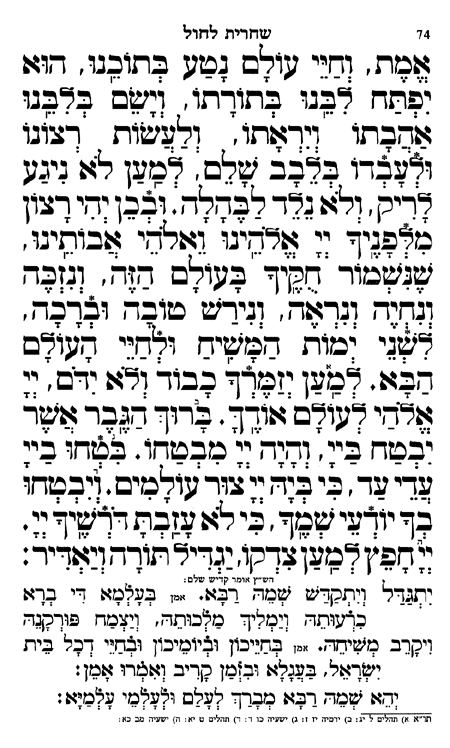 74 שחרית לחול
אֱמֶת, וְחַיֵּי עוֹלָם נָטַע בְּתוֹכֵנוּ, הוּא
יִפְתַּח לִבֵּנוּ בְּתוֹרָתוֹ, וְיָשֵׂם בְּלִבֵּנוּ
אַהֲבָתוֹ וְיִרְאָתוֹ, וְלַעֲשׂוֹת רְצוֹנוֹ
וּלְעָבְדוֹ בְּלֵבָב שָׁלֵם, לְמַעַן לֹא נִיגַע
לָרִיק, וְלֹא נֵלֵד לַבֶּהָלָה. וּבְכֵן יְהִי רָצוֹן
מִלְּפָנֶיךָ יְיָ אֱלֹהֵינוּ וֵאלֹהֵי אֲבוֹתֵינוּ,
שֶׁנִּשְׁמוֹר חֻקֶּיךָ בָּעוֹלָם הַזֶּה, וְנִזְכֶּה
וְנִחְיֶה וְנִרְאֶה, וְנִירַשׁ טוֹבָה וּבְרָכָה,
לִשְׁנֵי יְמוֹת הַמָּשִׁיחַ וּלְחַיֵּי הָעוֹלָם
הַבָּא. לְמַעַן יְזַמֶּרְךָ כָבוֹד וְלֹא יִדֹּם, יְיָ
אֱלֹהַי לְעוֹלָם אוֹדֶךָּ. בָּרוּךְ הַגֶּבֶר אֲשֶׁר
יִבְטַח בַּייָ, וְהָיָה יְיָ מִבְטַחוֹ. בִּטְחוּ בַייָ
עֲדֵי עַד, כִּי בְּיָהּ יְיָ צוּר עוֹלָמִים. וְיִבְטְחוּ
בְךָ יוֹדְעֵי שְׁמֶךָ, כִּי לֹא עָזַבְתָּ דֹּרְשֶׁיךָ יְיָ.
יְיָ חָפֵץ לְמַעַן צִדְקוֹ, יַגְדִּיל תּוֹרָה וְיַאְדִּיר:
הש״ץ אומר קדיש שלם:
יִתְגַּדַּל וְיִתְקַדַּשׁ שְׁמֵהּ רַבָּא. אמן בְּעָלְמָא דִּי בְרָא
כִרְעוּתֵהּ וְיַמְלִיךְ מַלְכוּתֵהּ, וְיַצְמַח פּוּרְקָנֵהּ
וִיקָרֵב מְשִׁיחֵהּ. אמן בְּחַיֵּיכוֹן וּבְיוֹמֵיכוֹן וּבְחַיֵּי דְכָל בֵּית
יִשְׂרָאֵל, בַּעֲגָלָא וּבִזְמַן קָרִיב וְאִמְרוּ אָמֵן:
יְהֵא שְׁמֵהּ רַבָּא מְבָרַךְ לְעָלַם וּלְעָלְמֵי עָלְמַיָּא:
תו״א א) תהלים ל יג: ב) ירמיה יז ז: ג) ישעיה כו ד: ד) תהלים ט יא: ה) ישעיה מב כא: